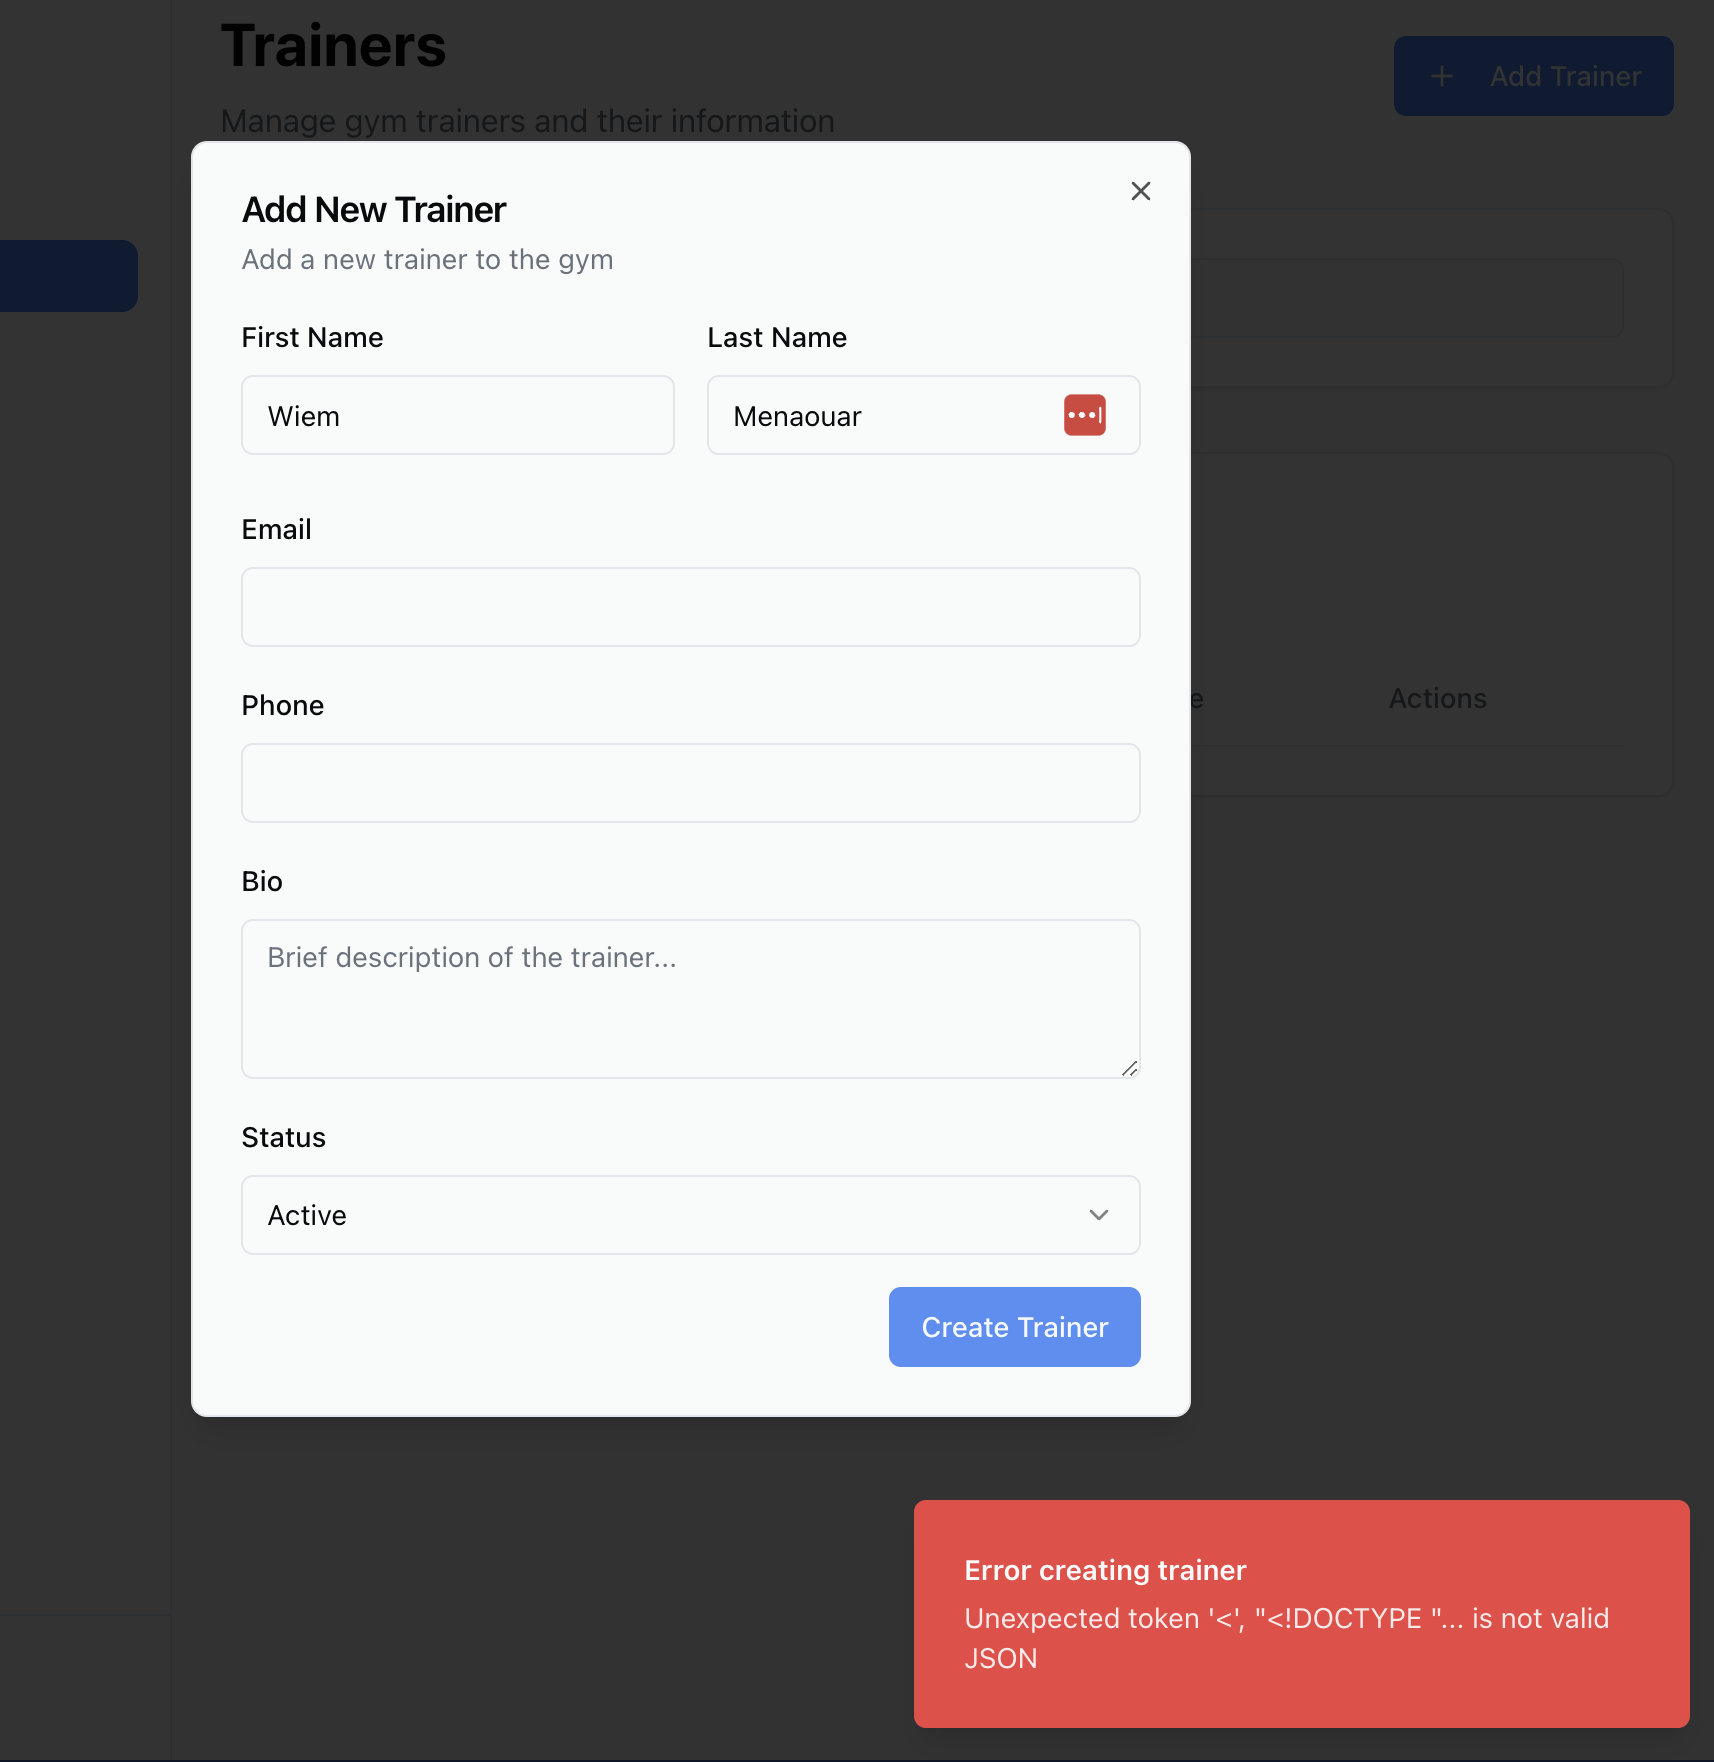 Trainers
Add Trainer
Manage gym trainers and their information
Add New Trainer
Add a new trainer to the gym
First Name
Last Name
Wiem
Menaouar
Email
Phone
Actions
Bio
Brief description of the trainer...
Status
Active
Create Trainer
Error creating trainer
Unexpected token '<', "<!DOCTYPE "... is not valid
JSON